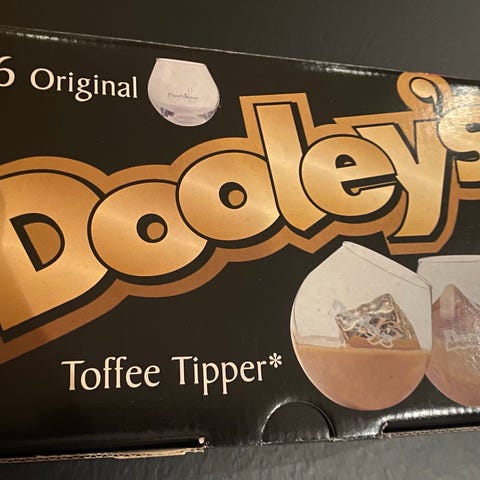 6 Original
Dooley's
Toffee Tipper*